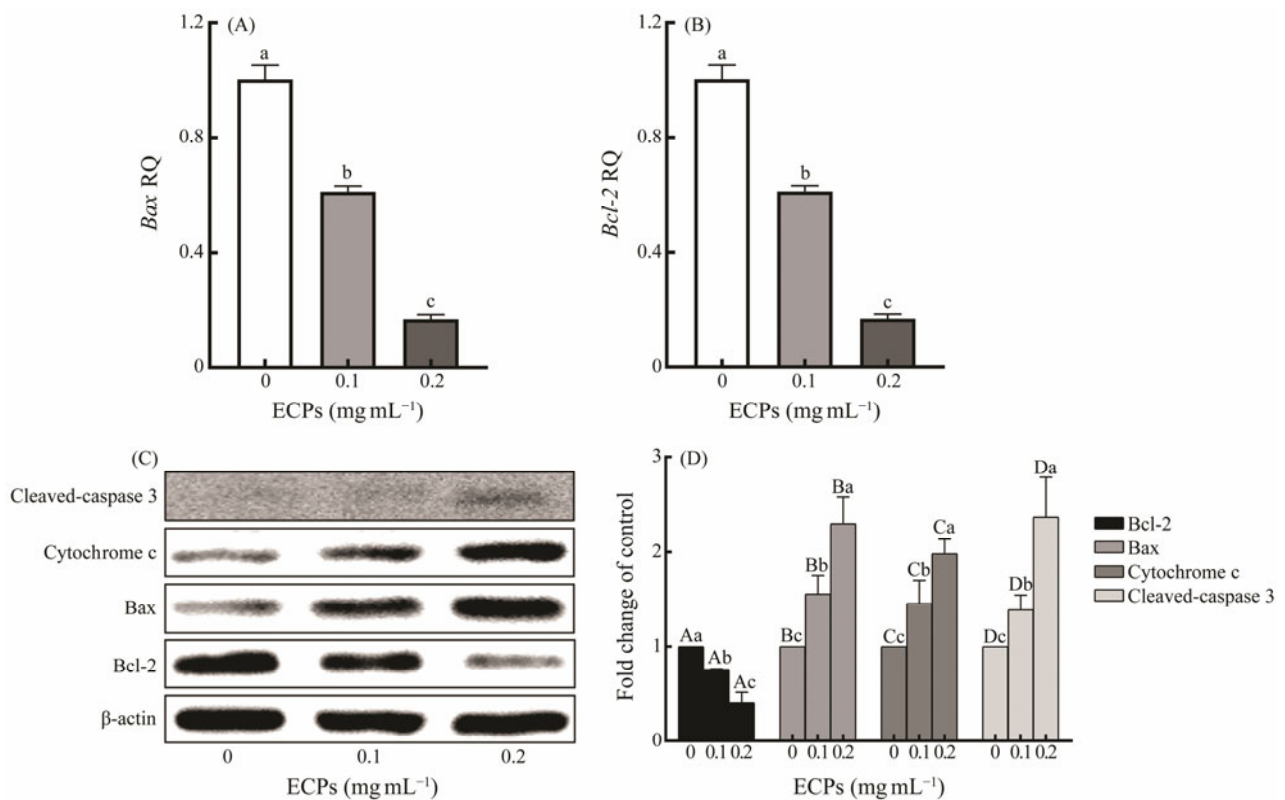 (A)
1.2
0.8
0.4
0
Bax RQ
a
b
c
0 0.1 0.2
ECPs (mg mL⁻¹)
(B)
1.2
0.8
0.4
0
Bcl-2 RQ
a
b
c
0 0.1 0.2
ECPs (mg mL⁻¹)
(C)
Cleaved-caspase 3
Cytochrome c
Bax
Bcl-2
β-actin
0 0.1 0.2
ECPs (mg mL⁻¹)
(D)
3
2
1
0
Fold change of control
Aa Ab Ac
Bc Bb Ba
Cc Cb Ca
Dc Db Da
0 0.1 0.2 0 0.1 0.2 0 0.1 0.2 0 0.1 0.2
ECPs (mg mL⁻¹)
Bcl-2
Bax
Cytochrome c
Cleaved-caspase 3